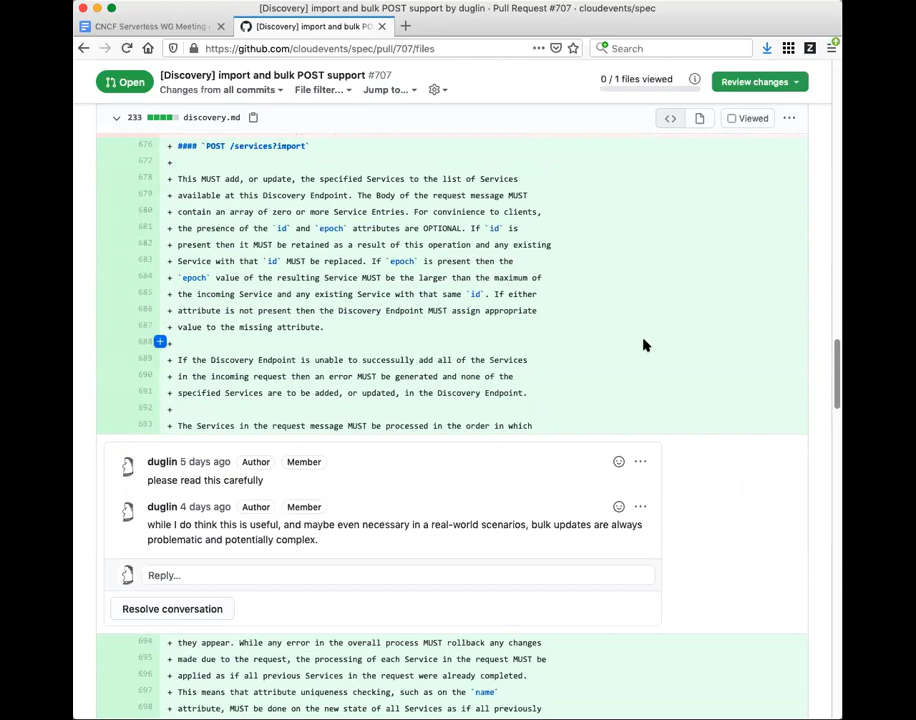 [Discovery] import and bulk POST support by duglin · Pull Request #707 · cloudevents/spec
CNCF Serverless WG Meeting
[Discovery] import and bulk PO
https://github.com/cloudevents/spec/pull/707/files
Search
Open
[Discovery] import and bulk POST support #707
Changes from all commits
File filter...
Jump to...
0 / 1 files viewed
Review changes
233
discovery.md
Viewed
676 + #### `POST /services?import`
677 +
678 + This MUST add, or update, the specified Services to the list of Services
679 + available at this Discovery Endpoint. The Body of the request message MUST
680 + contain an array of zero or more Service Entries. For convinience to clients,
681 + the presence of the `id` and `epoch` attributes are OPTIONAL. If `id` is
682 + present then it MUST be retained as a result of this operation and any existing
683 + Service with that `id` MUST be replaced. If `epoch` is present then the
684 + `epoch` value of the resulting Service MUST be the larger than the maximum of
685 + the incoming Service and any existing Service with that same `id`. If either
686 + attribute is not present then the Discovery Endpoint MUST assign appropriate
687 + value to the missing attribute.
688 +
689 + If the Discovery Endpoint is unable to successully add all of the Services
690 + in the incoming request then an error MUST be generated and none of the
691 + specified Services are to be added, or updated, in the Discovery Endpoint.
692 +
693 + The Services in the request message MUST be processed in the order in which
duglin 5 days ago Author Member
please read this carefully
duglin 4 days ago Author Member
while I do think this is useful, and maybe even necessary in a real-world scenarios, bulk updates are always
problematic and potentially complex.
Reply...
Resolve conversation
694 + they appear. While any error in the overall process MUST rollback any changes
695 + made due to the request, the processing of each Service in the request MUST be
696 + applied as if all previous Services in the request were already completed.
697 + This means that attribute uniqueness checking, such as on the `name`
698 + attribute, MUST be done on the new state of all Services as if all previously